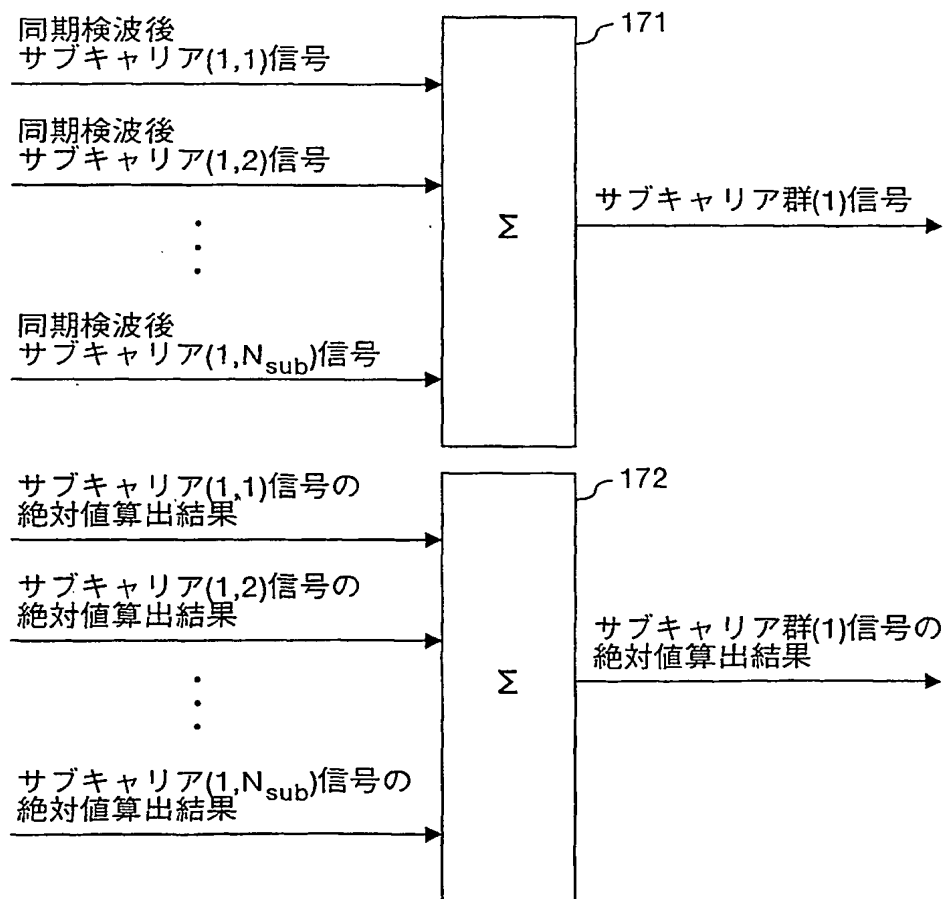 同期検波後
サブキャリア(1,1)信号
171
同期検波後
サブキャリア(1,2)信号
サブキャリア群(1)信号
Σ
同期検波後
サブキャリア(1,Nsub)信号
サブキャリア(1,1)信号の
絶対値算出結果
172
サブキャリア(1,2)信号の
絶対値算出結果
サブキャリア群(1)信号の
絶対値算出結果
Σ
サブキャリア(1,Nsub)信号の
絶対値算出結果